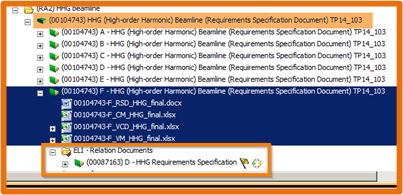 (RA2) HHG Beamline
(00104743) HHG (High-order Harmonic) Beamline (Requirements Specification Document) TP14_103
(00104743) A - HHG (High-order Harmonic) Beamline (Requirements Specification Document) TP14_103
(00104743) B - HHG (High-order Harmonic) Beamline (Requirements Specification Document) TP14_103
(00104743) C - HHG (High-order Harmonic) Beamline (Requirements Specification Document) TP14_103
(00104743) D - HHG (High-order Harmonic) Beamline (Requirements Specification Document) TP14_103
(00104743) E - HHG (High-order Harmonic) Beamline (Requirements Specification Document) TP14_103
(00104743) F - HHG (High-order Harmonic) Beamline (Requirements Specification Document) TP14_103
00104743-F_RSD_HHG_final.docx
00104743-F_CM_HHG_final.xlsx
00104743-F_VCD_HHG_final.xlsx
00104743-F_VM_HHG_final.xlsx
ELI - Relation Documents
(00087163) D - HHG Requirements Specification